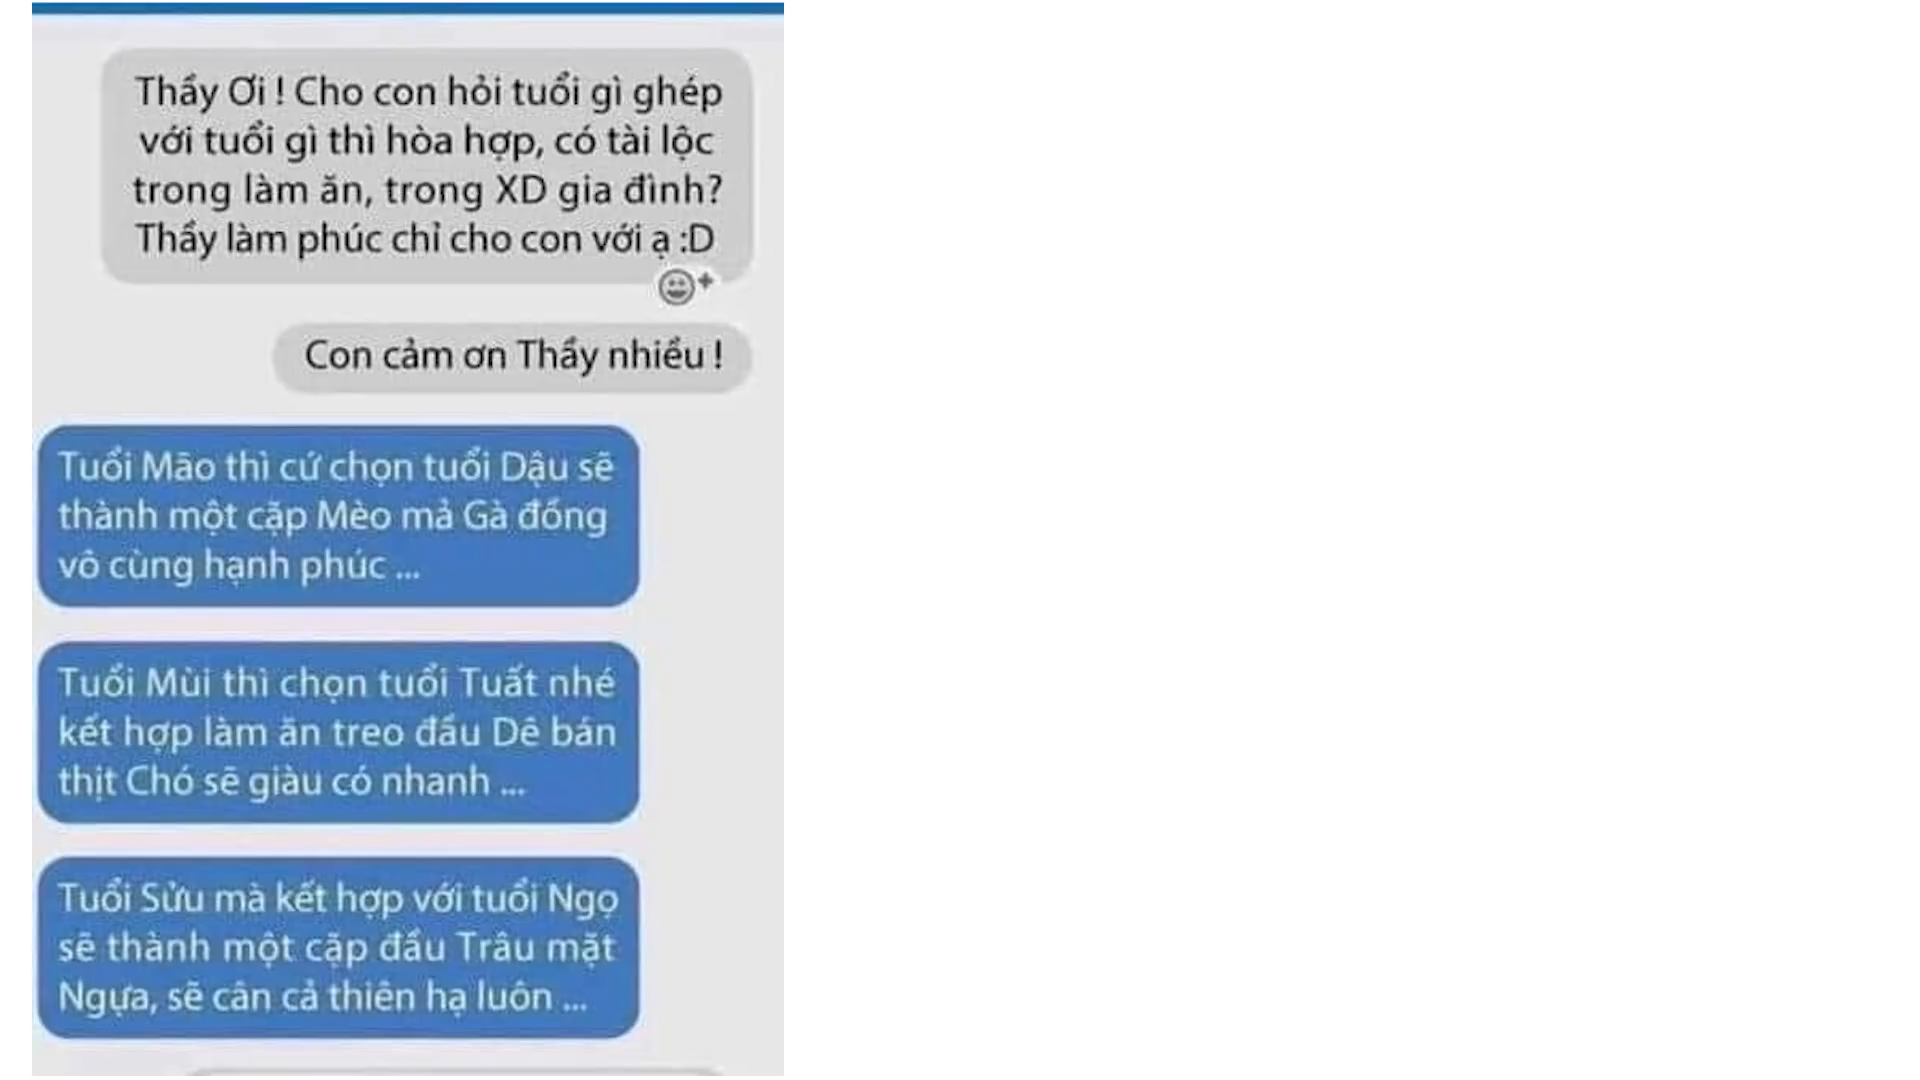 Thầy Ơi ! Cho con hỏi tuổi gì ghép
với tuổi gì thì hòa hợp, có tài lộc
trong làm ăn, trong XD gia đình?
Thầy làm phúc chỉ cho con với ạ :D
Con cảm ơn Thầy nhiều !
Tuổi Mão thì cứ chọn tuổi Dậu sẽ
thành một cặp Mèo mả Gà đồng
vô cùng hạnh phúc ...
Tuổi Mùi thì chọn tuổi Tuất nhé
kết hợp làm ăn treo đầu Dê bán
thịt Chó sẽ giàu có nhanh ...
Tuổi Sửu mà kết hợp với tuổi Ngọ
sẽ thành một cặp đầu Trâu mặt
Ngựa, sẽ cân cả thiên hạ luôn ...